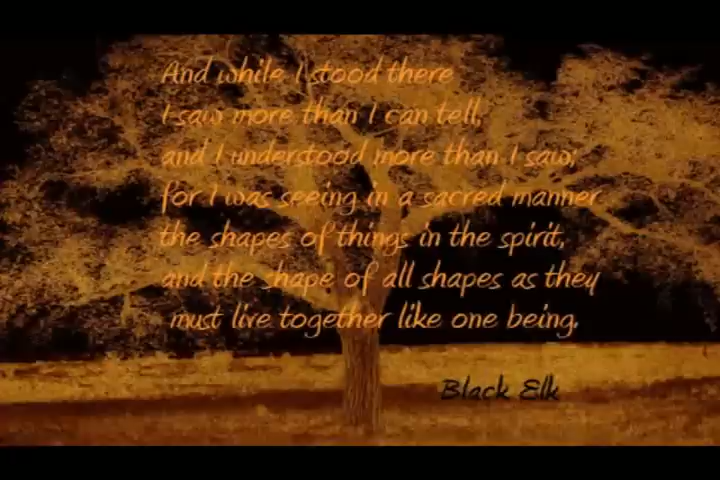 And while I stood there
I saw more than I can tell,
and I understood more than I saw;
for I was seeing in a sacred manner
the shapes of things in the spirit,
and the shape of all shapes as they
must live together like one being.
Black Elk